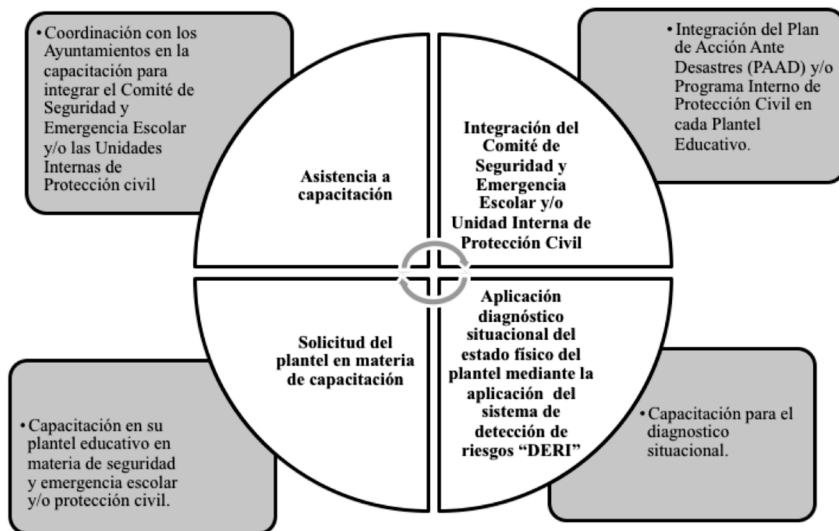 • Coordinación con los
Ayuntamientos en la
capacitación para
integrar el Comité de
Seguridad y
Emergencia Escolar
y/o las Unidades
Internas de
Protección civil
Asistencia a
capacitación
Integración del
Comité de
Seguridad y
Emergencia
Escolar y/o
Unidad Interna de
Protección Civil
• Integración del Plan
de Acción Ante
Desastres (PAAD) y/o
Programa Interno de
Protección Civil en
cada Plantel
Educativo.
• Capacitación en su
plantel educativo en
materia de seguridad
y emergencia escolar
y/o protección civil.
Solicitud del
plantel en materia
de capacitación
Aplicación
diagnóstico
situacional del
estado físico del
plantel mediante la
aplicación del
sistema de
detección de
riesgos “DERI”
• Capacitación para el
diagnostico
situacional.